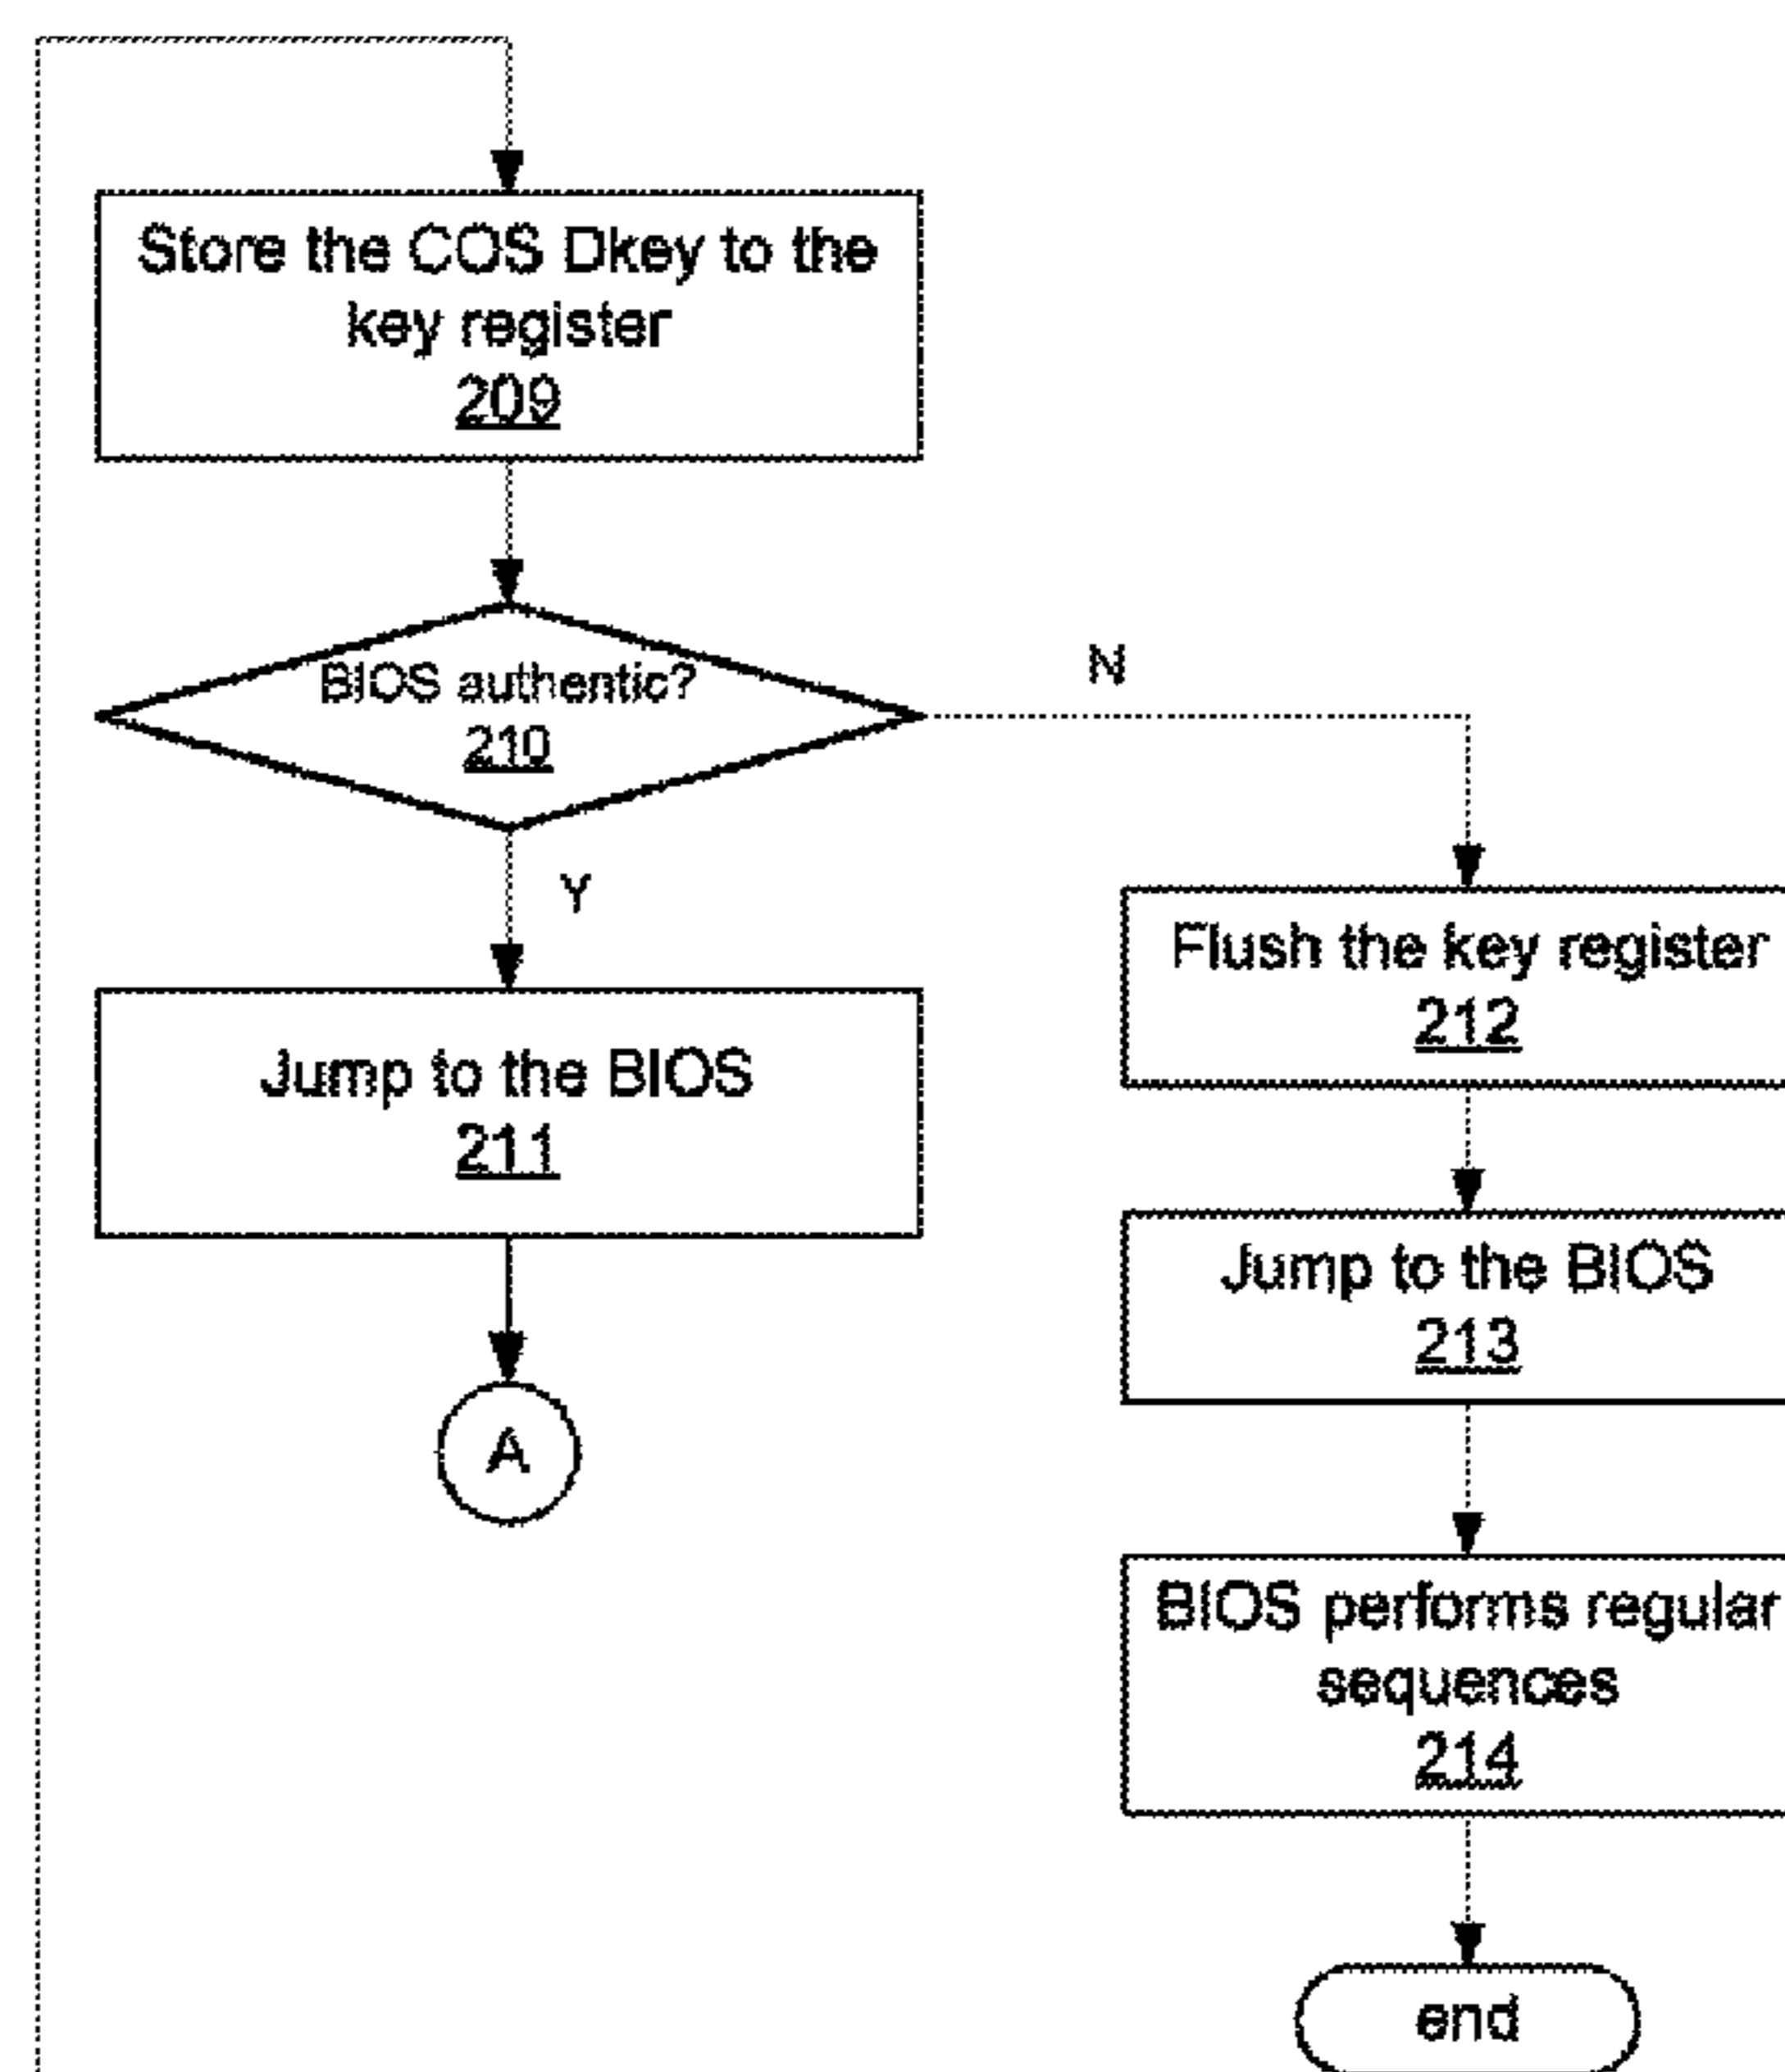 Store the COS Dkey to the
key register
209
BIOS authentic?
210
N
Y
Jump to the BIOS
211
A
Flush the key register
212
Jump to the BIOS
213
BIOS performs regular
sequences
214
end